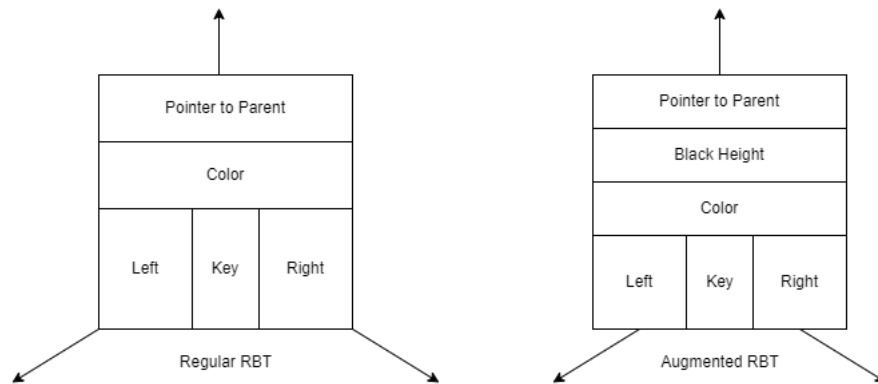 Pointer to Parent
Color
Left Key Right
Regular RBT
Pointer to Parent
Black Height
Color
Left Key Right
Augmented RBT